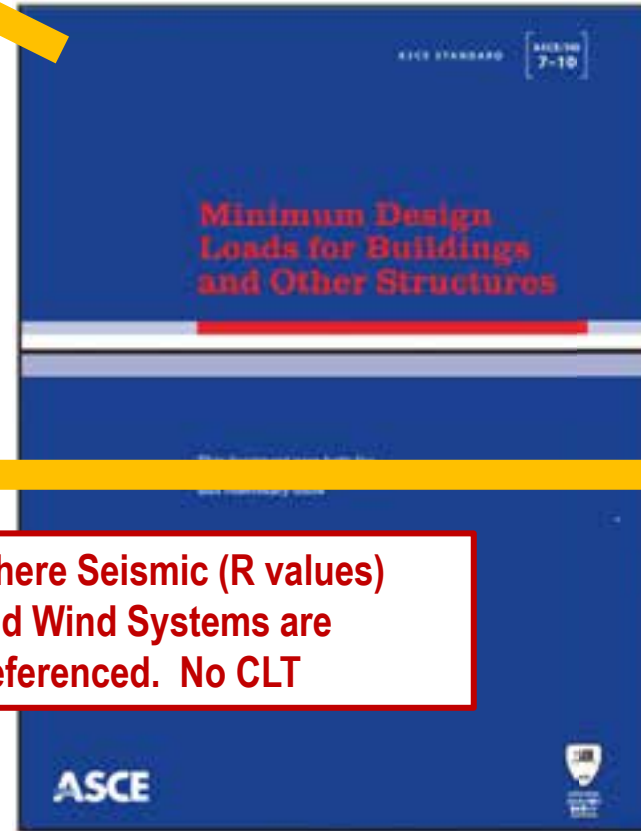 ASCE STANDARD
ASCE/SEI
7-10
Minimum Design
Loads for Buildings
and Other Structures
here Seismic (R values)
d Wind Systems are
eferenced. No CLT
ASCE